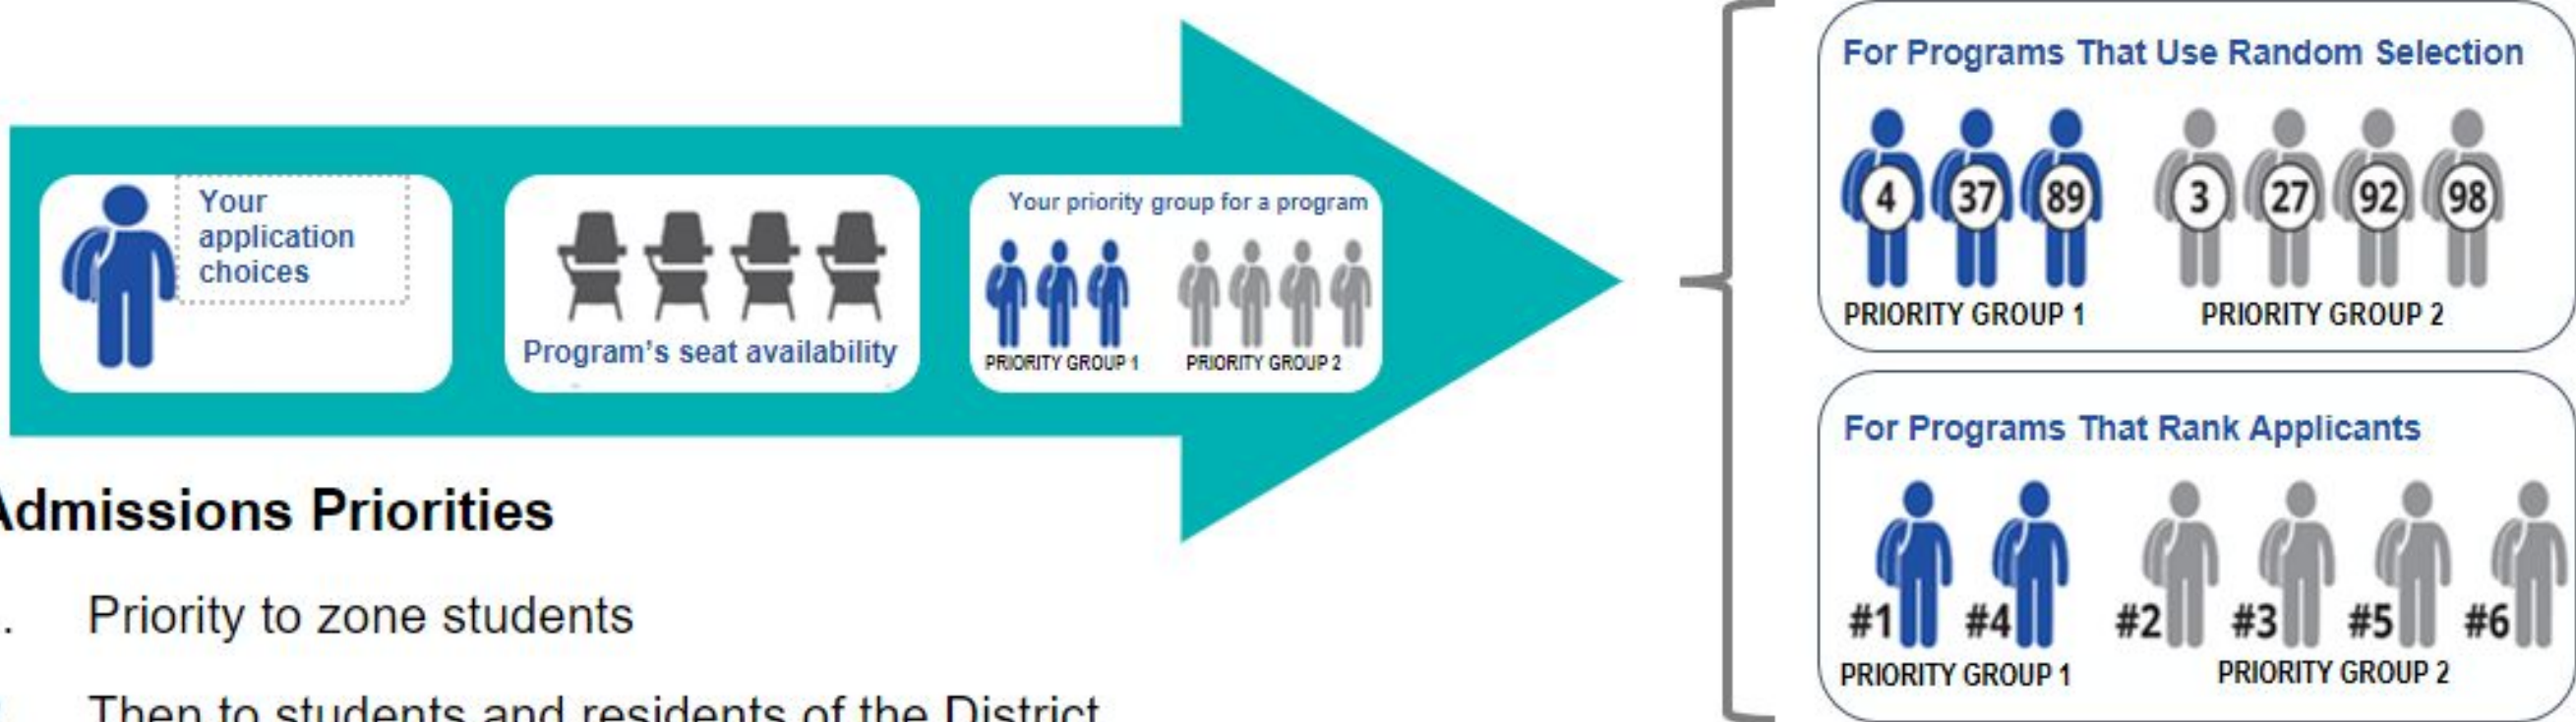 Your
application
choices
Program's seat availability
Your priority group for a program
PRIORITY GROUP 1 PRIORITY GROUP 2
For Programs That Use Random Selection
4 37 89 3 27 92 98
PRIORITY GROUP 1 PRIORITY GROUP 2
For Programs That Rank Applicants
#1 #4 #2 #3 #5 #6
PRIORITY GROUP 1 PRIORITY GROUP 2
Admissions Priorities
. Priority to zone students
Then to students and residents of the District